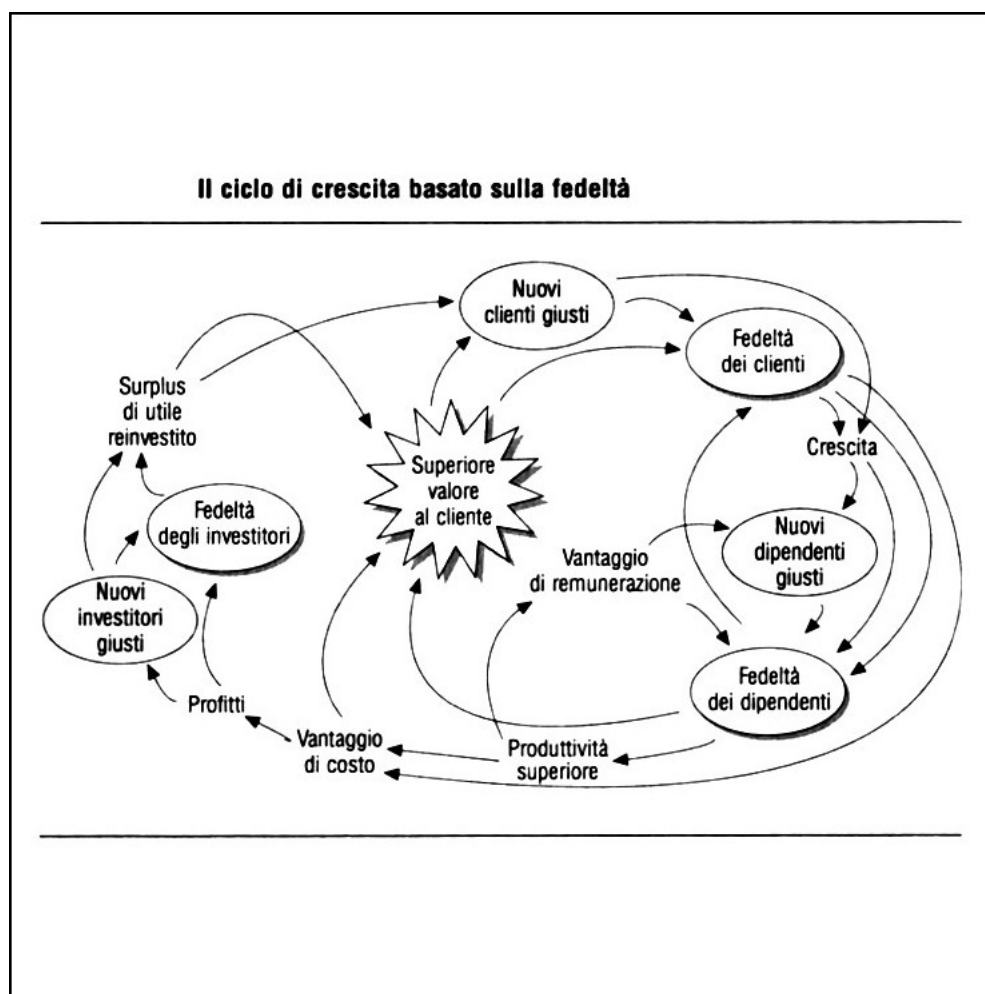 Il ciclo di crescita basato sulla fedeltà
Nuovi
clienti giusti
Fedeltà
dei clienti
Surplus
di utile
reinvestito
Crescita
Superiore
valore
al cliente
Fedeltà
degli investitori
Nuovi
dipendenti
giusti
Vantaggio
di remunerazione
Nuovi
investitori
giusti
Fedeltà
dei dipendenti
Profitti
Vantaggio
di costo
Produttività
superiore